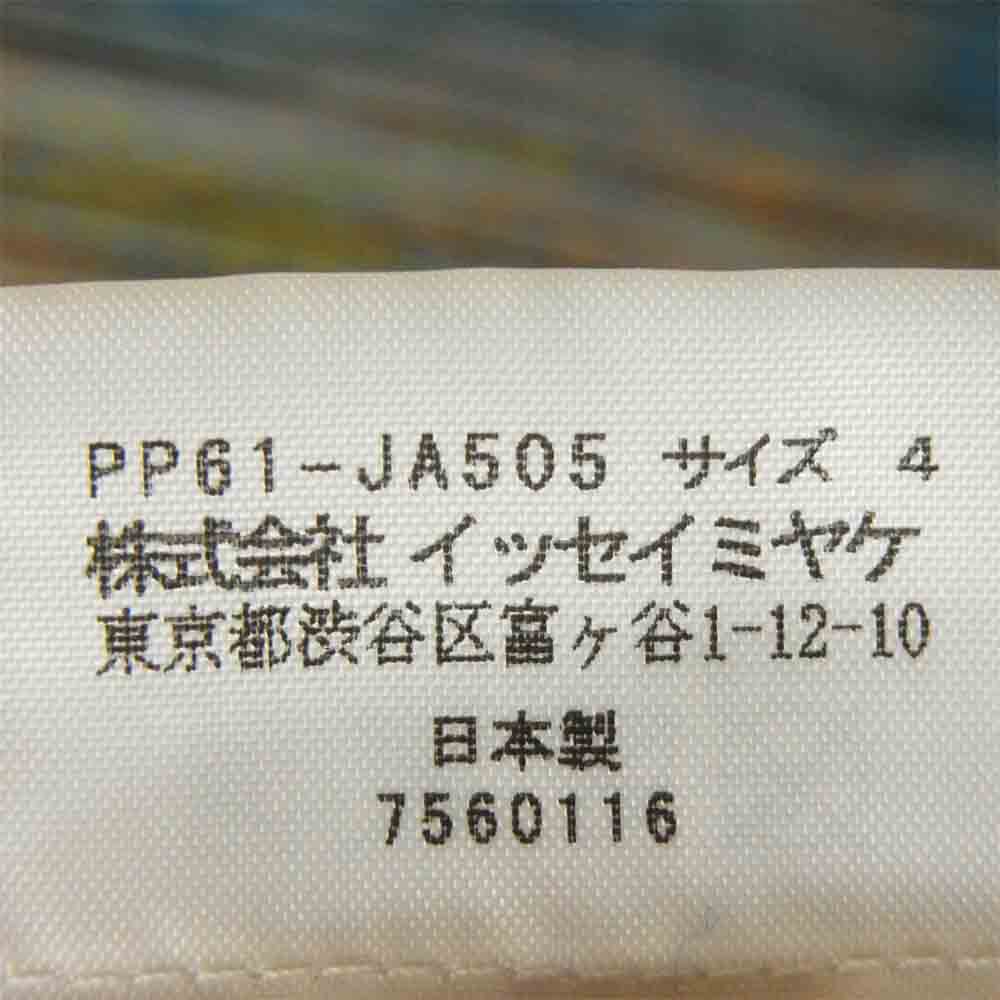 PP61-JA505 サイズ 4
株式会社 イッセイミヤケ
東京都渋谷区富ヶ谷1-12-10
日本製
7560116